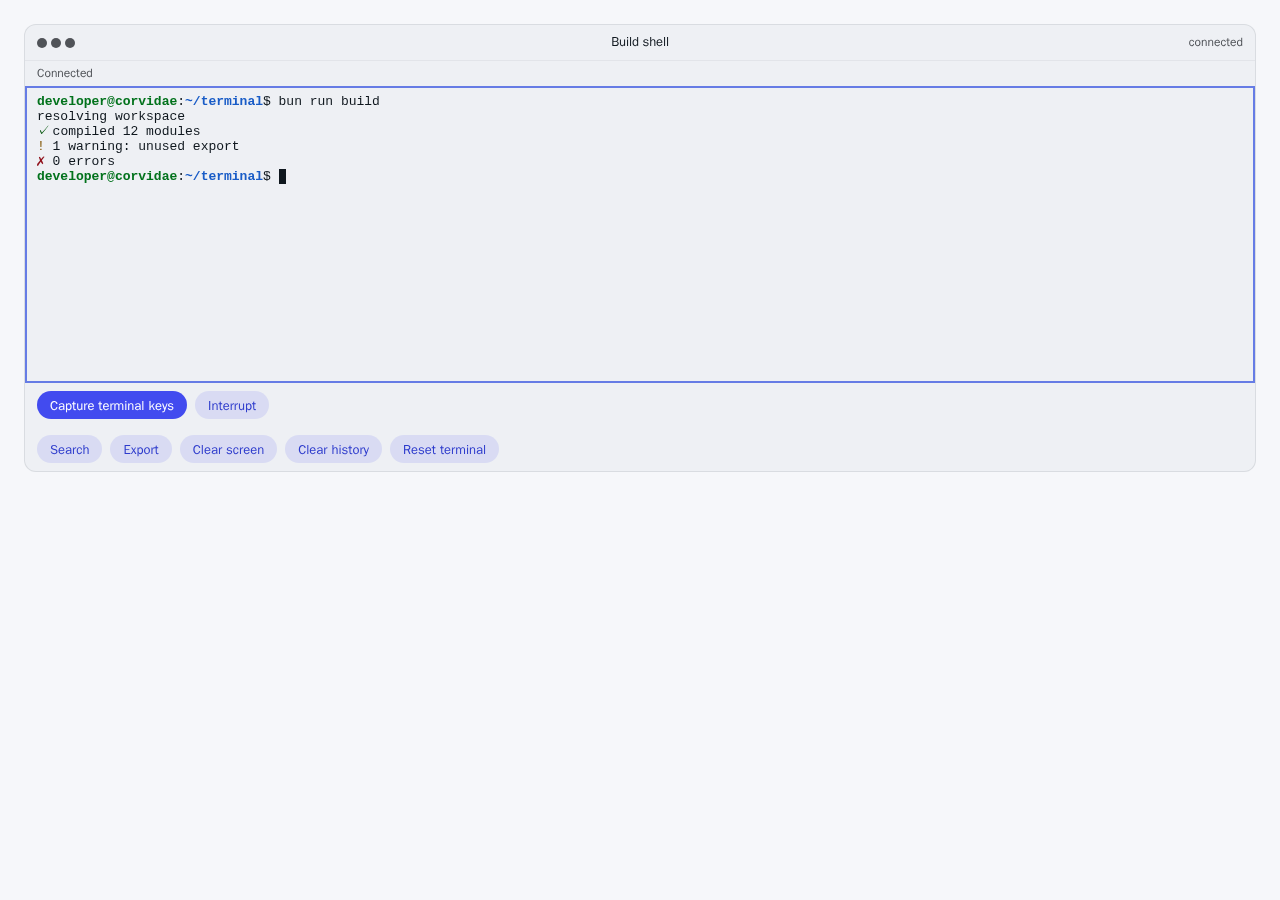 Build shell
connected
Connected
developer@corvidae:~/terminal$ bun run build
resolving workspace
✓ compiled 12 modules
! 1 warning: unused export
✗ 0 errors
developer@corvidae:~/terminal$
Capture terminal keys
Interrupt
Search
Export
Clear screen
Clear history
Reset terminal